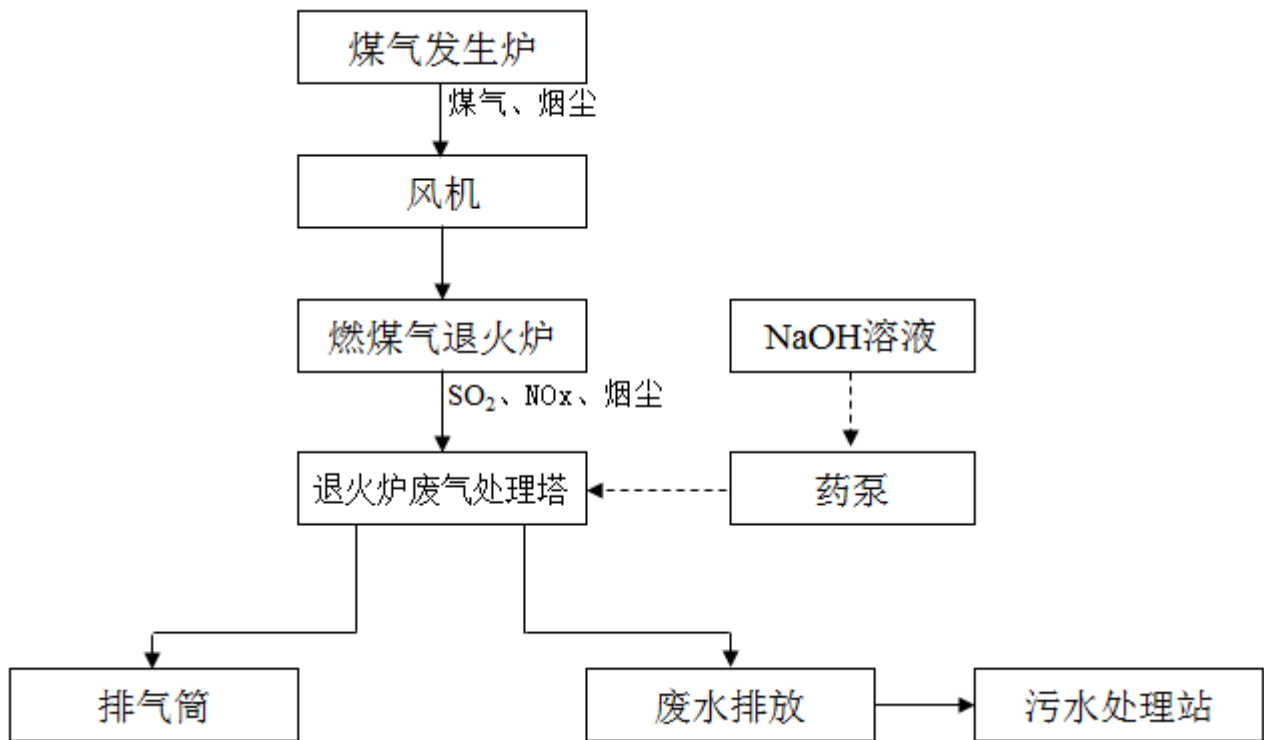 煤气发生炉
煤气、烟尘
风机
燃煤气退火炉
NaOH溶液
SO₂、NOx、烟尘
退火炉废气处理塔
药泵
排气筒
废水排放
污水处理站